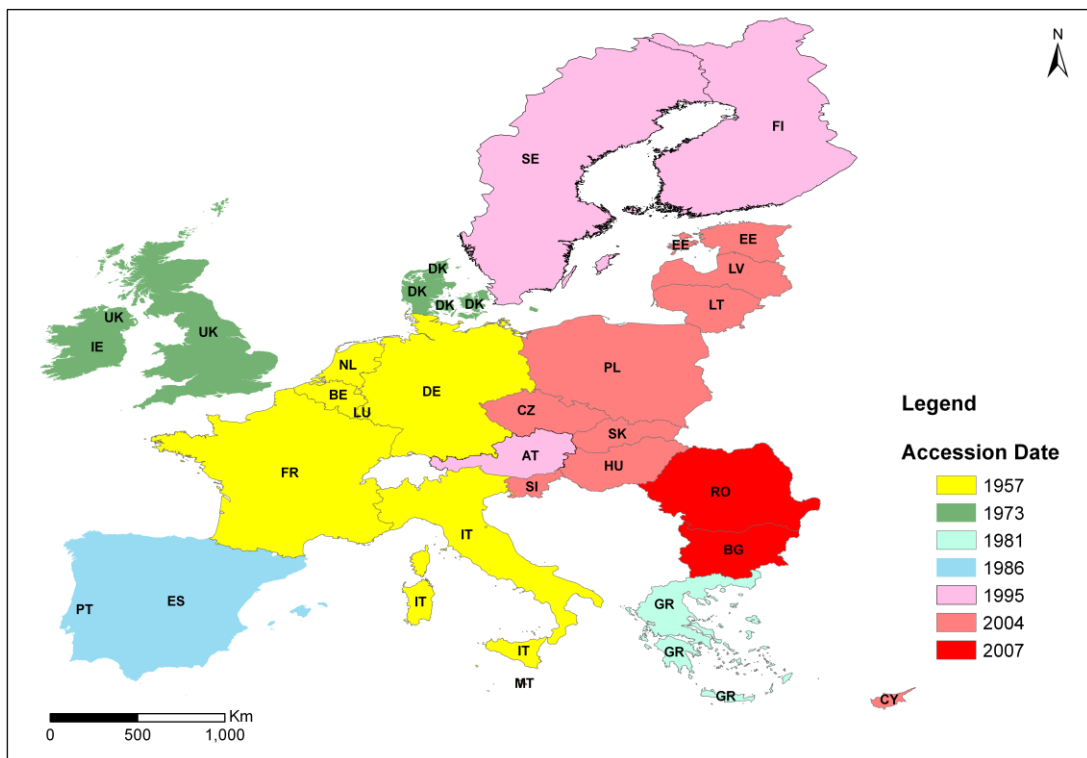 N
FI
SE
EE
EE
LV
LT
DK
DK
DK
DK
UK
UK
IE
NL
BE
LU
DE
PL
CZ
SK
AT
HU
SI
FR
RO
BG
IT
IT
IT
PT
ES
GR
GR
GR
M-T
CY
Legend
Accession Date
1957
1973
1981
1986
1995
2004
2007
Km
0 500 1,000